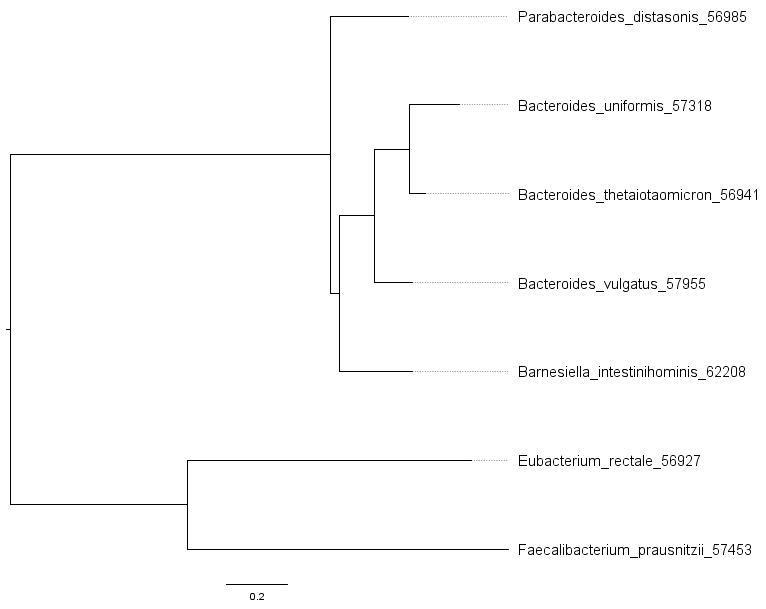 Parabacteroides_distasonis_56985
Bacteroides_uniformis_57318
Bacteroides_thetaiotaomicron_56941
Bacteroides_vulgatus_57955
Barnesiella_intestinihominis_62208
Eubacterium_rectale_56927
Faecalibacterium_prausnitzii_57453
0.2